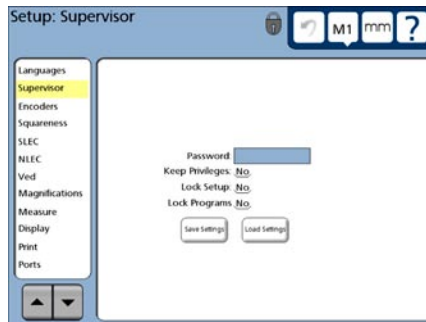 Setup: Supervisor
M1 mm ?
Languages
Supervisor
Encoders
Squareness
SLEC
NLEC
Ved
Magnifications
Measure
Display
Print
Ports
Password:
Keep Privileges: No
Lock Setup: No
Lock Programs No
Save Settings Load Settings